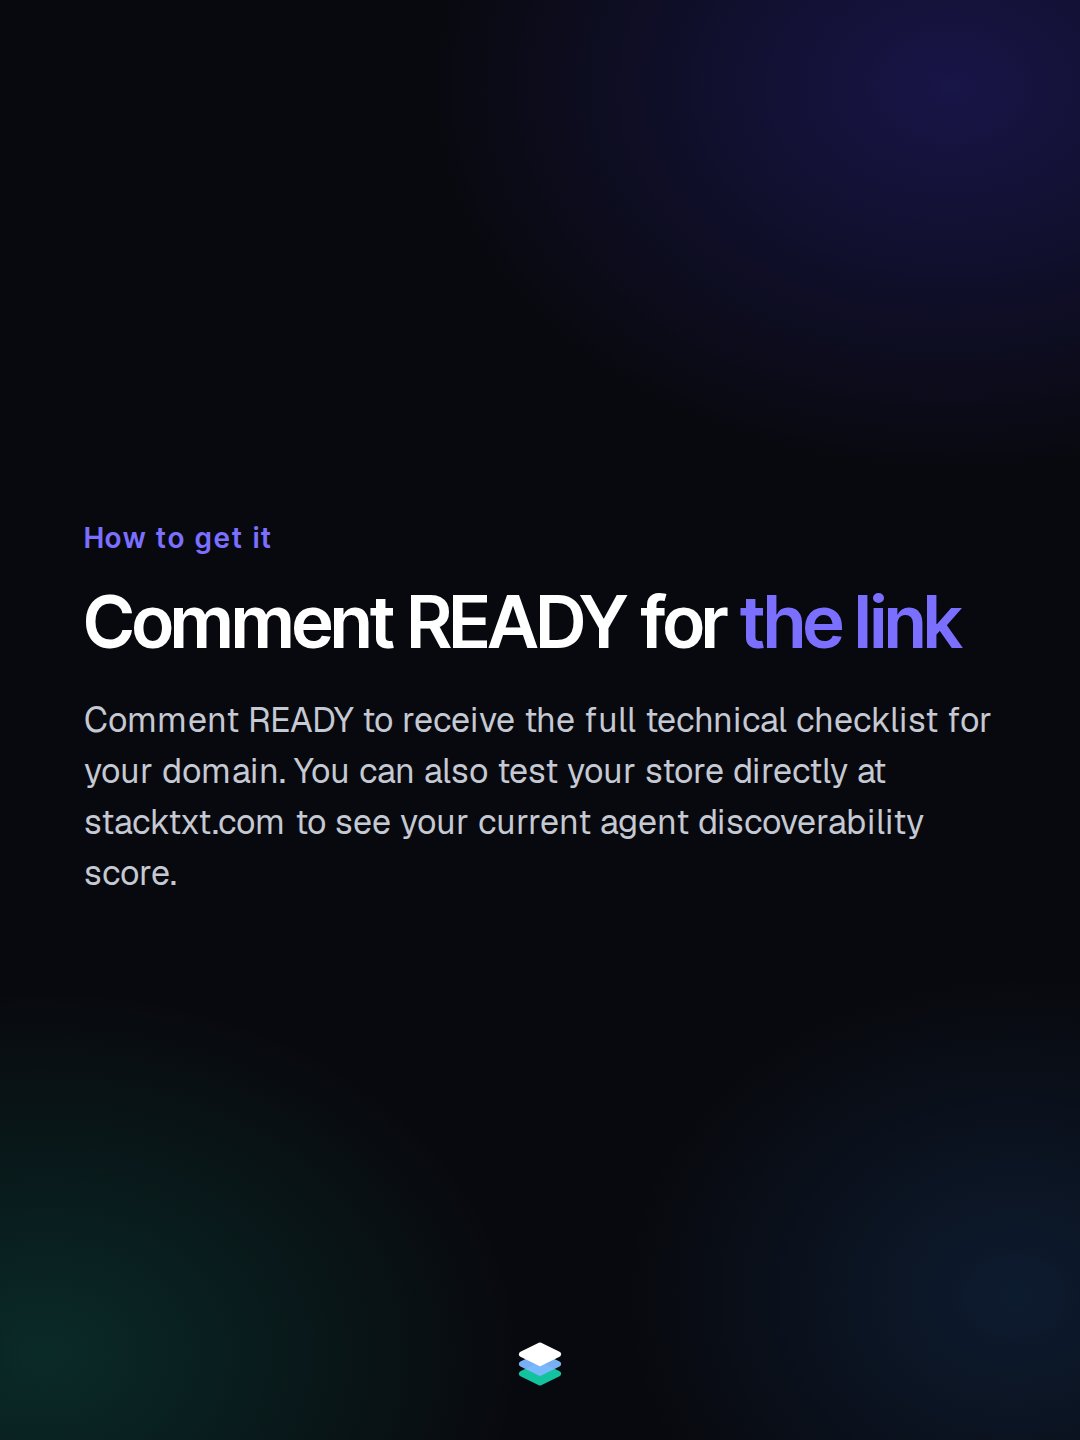 How to get it
Comment READY for the link
Comment READY to receive the full technical checklist for
your domain. You can also test your store directly at
stacktxt.com to see your current agent discoverability
score.